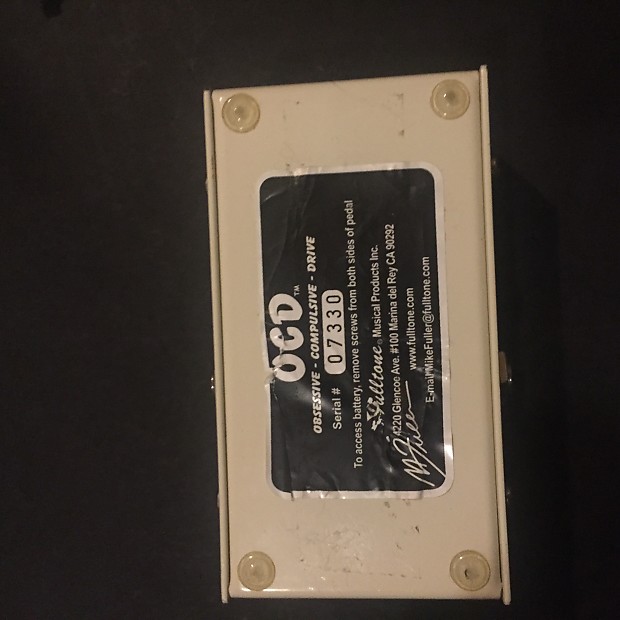 OCD™
OBSESSIVE - COMPULSIVE - DRIVE
Serial # 07330
To access battery, remove screws from both sides of pedal
Fulltone® Musical Products Inc.
4220 Glencoe Ave. #100 Marina del Rey CA 90292
www.fulltone.com
E-mail MikeFuller@fulltone.com
M Fuller